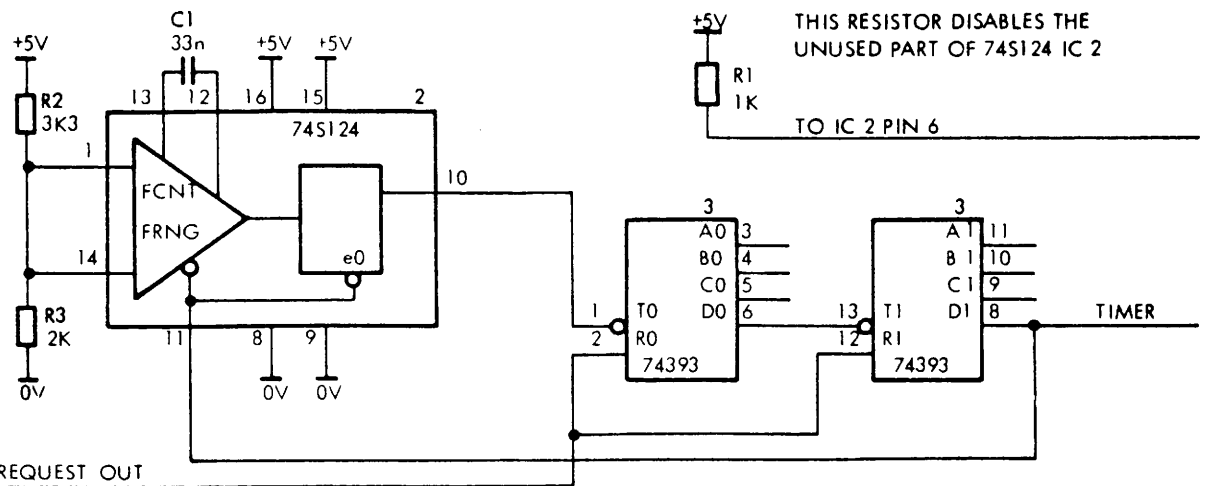 C1
33n
+5V
+5V
+5V
+5V
THIS RESISTOR DISABLES THE
UNUSED PART OF 74S124 IC 2
R1
1K
TO IC 2 PIN 6
R2
3K3
13
12
16
15
2
74S124
1
FCNT
FRNG
10
14
e0
R3
2K
0V
11
8
9
0V
0V
3
A0
3
B0
4
C0
5
D0
6
1
T0
2
R0
74393
3
A1
11
B1
10
C1
9
D1
8
13
T1
12
R1
74393
TIMER
REQUEST OUT